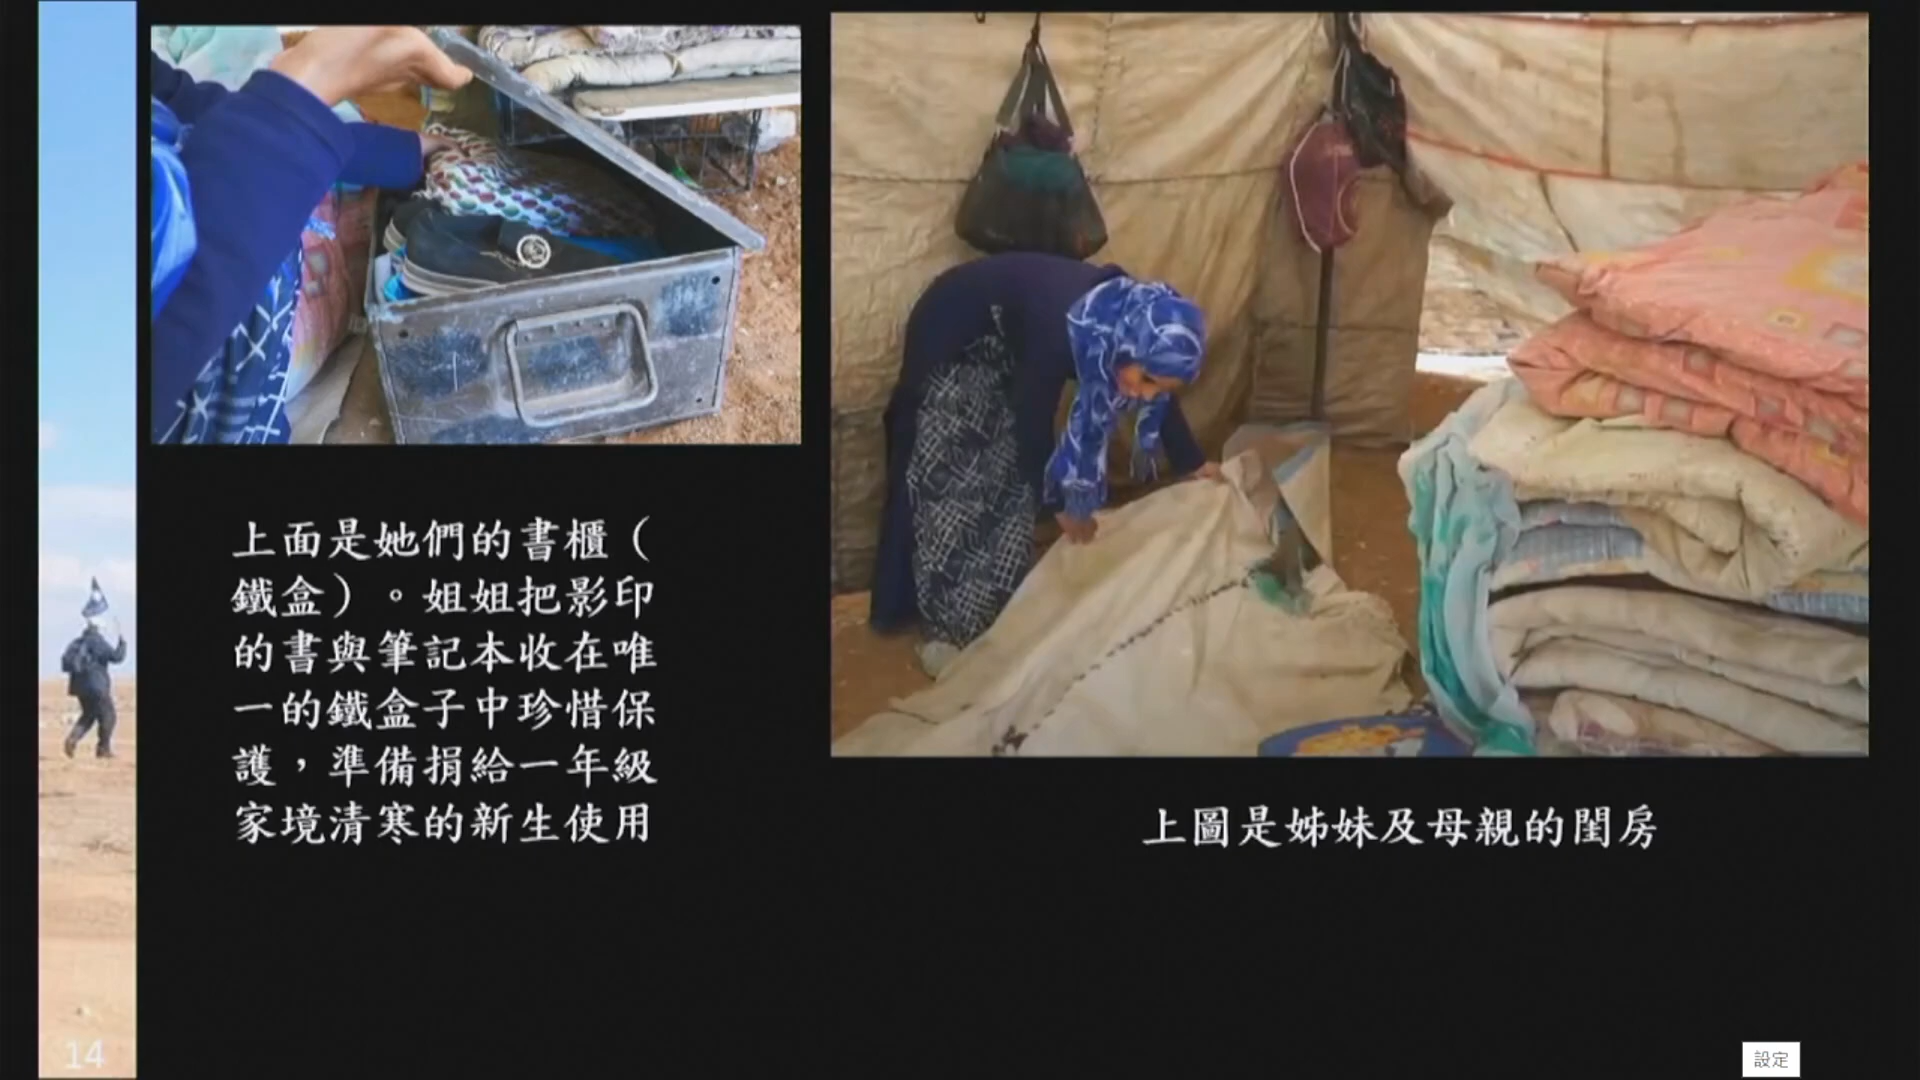 上面是她們的書櫃（
鐵盒）。姐姐把影印
的書與筆記本收在唯
一的鐵盒子中珍惜保
護，準備捐給一年級
家境清寒的新生使用
上圖是姊妹及母親的閨房
14
設定